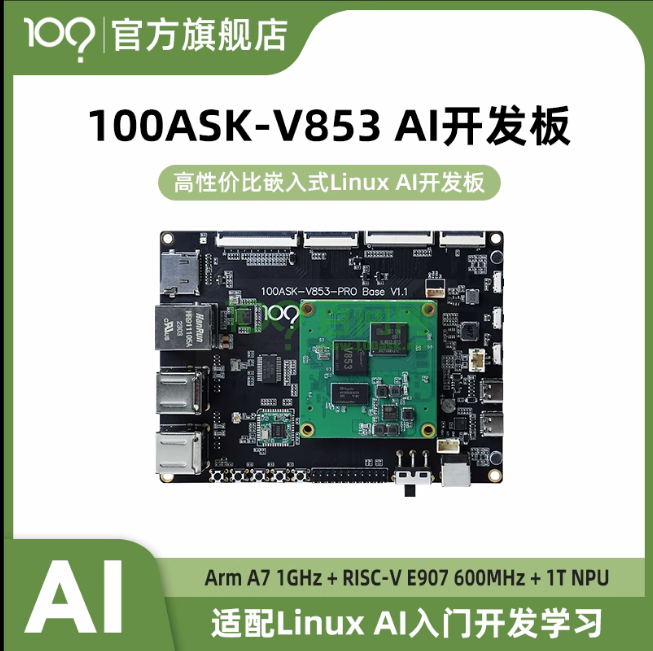 100ask 官方旗舰店
100ASK-V853 AI开发板
高性价比嵌入式Linux AI开发板
100ASK-V853-PRO Base V1.1
HanRun
HR911105A
V853
AI
Arm A7 1GHz + RISC-V E907 600MHz + 1T NPU
适配Linux AI入门开发学习